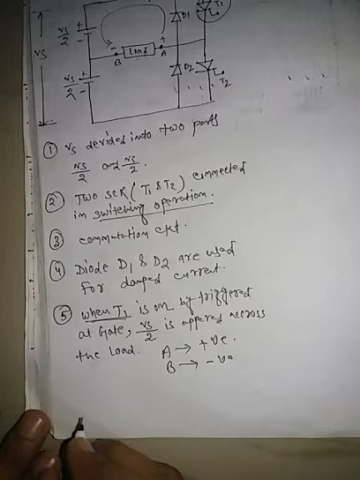 T1
Vs/2
+
-
D1
Vs
- Load +
B A
Vs/2
+
-
D2
T2
① Vs devided into two parts
Vs/2 and Vs/2.
② TWO SCR (T1 & T2) connected
in switching operation.
③ commutation ckt.
④ Diode D1 & D2 are used
for damped current.
⑤ when T1 is on by triggered
at Gate, Vs/2 is appered across
the load. A → +ve.
B → -ve